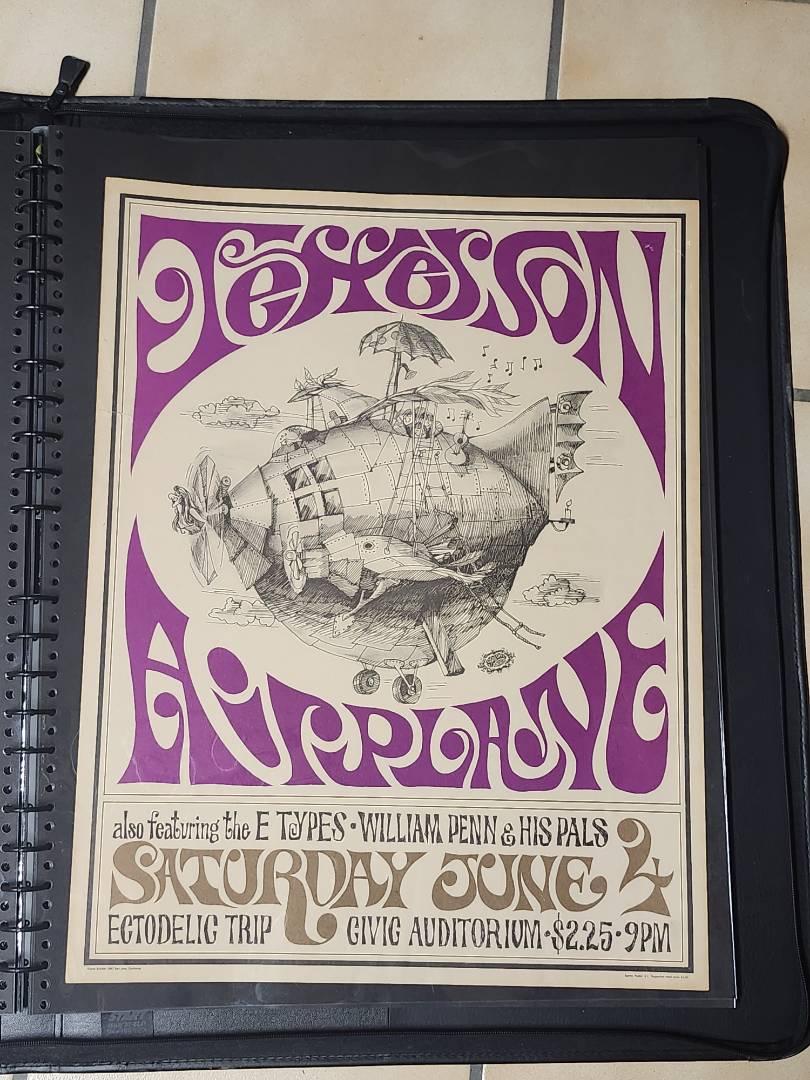 Jefferson
Airplane
also featuring the E TYPES • WILLIAM PENN & HIS PALS
SATURDAY JUNE 4
ECTODELIC TRIP CIVIC AUDITORIUM • $2.25 • 9PM